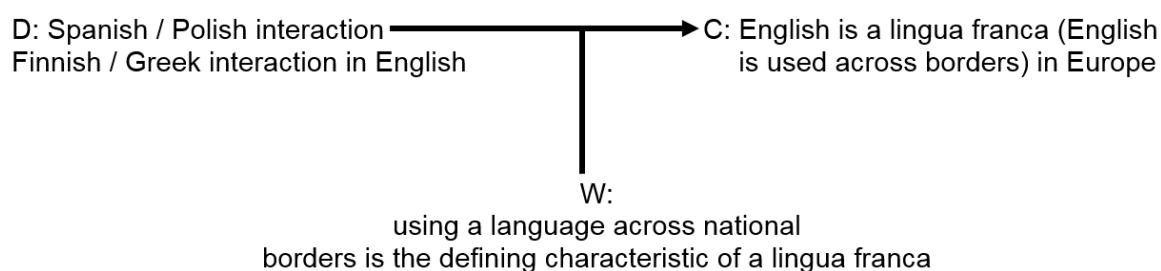 D: Spanish / Polish interaction
Finnish / Greek interaction in English
C: English is a lingua franca (English
is used across borders) in Europe
W:
using a language across national
borders is the defining characteristic of a lingua franca